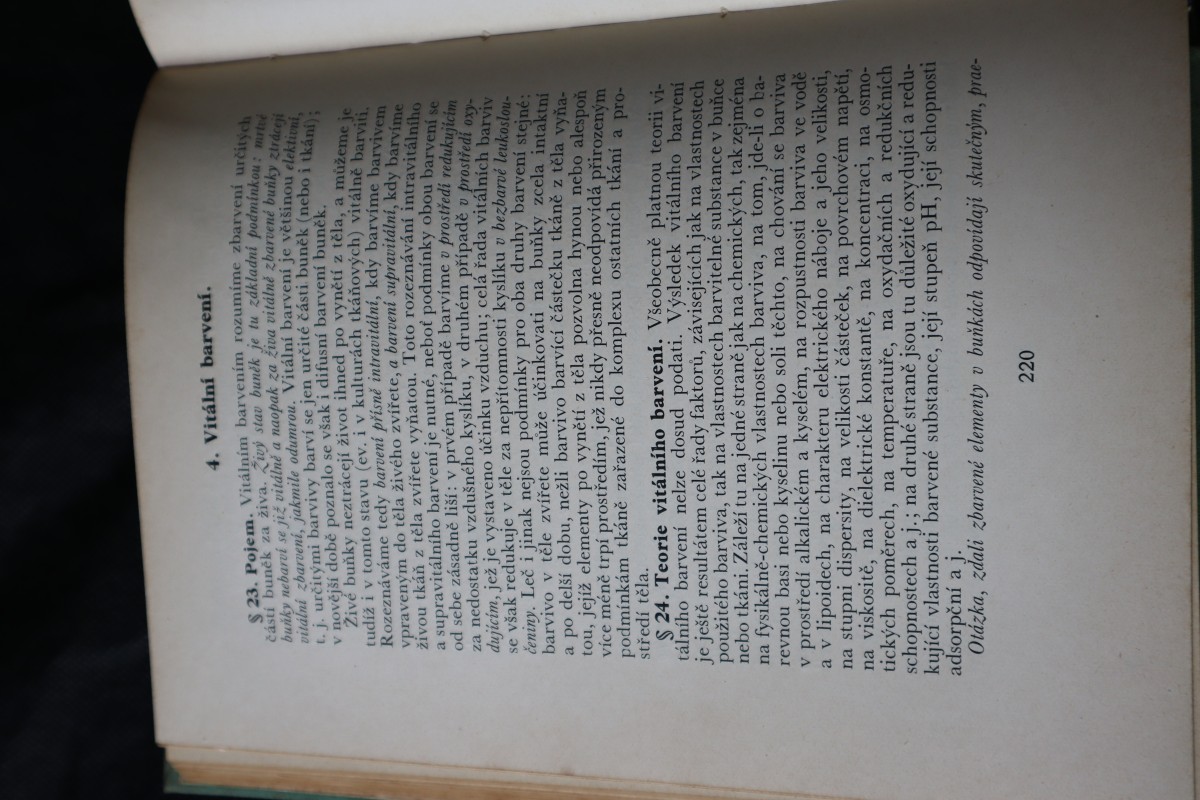 4. Vitální barvení.
§ 23. Pojem. Vitálním barvením rozumíme zbarvení určitých
částí buněk za živa. Živý stav buněk je tu základní podmínkou: mrtvé
buňky nebarví se již vitálně a naopak za živa vitálně zbarvené buňky ztrácejí
vitální zbarvení, jakmile odumrou. Vitální barvení je většinou elektivní,
t. j. určitými barvivy barví se jen určité části buněk (nebo i tkání);
v novější době poznalo se však i difusní barvení buněk.
Živé buňky neztrácejí život ihned po vynětí z těla, a můžeme je
tudíž i v tomto stavu (ev. i v kulturách tkáňových) vitálně barviti.
Rozeznáváme tedy barvení přísně intravitální, kdy barvíme barvivem
vpraveným do těla živého zvířete, a barvení supravitální, kdy barvíme
živou tkáň z těla zvířete vyňatou. Toto rozeznávání intravitálního
a supravitálního barvení je nutné, neboť podmínky obou barvení se
od sebe zásadně liší: v prvém případě barvíme v prostředí redukujícím
za nedostatku vzdušného kyslíku, v druhém případě v prostředí oxy-
dujícím, jež je vystaveno účinku vzduchu; celá řada vitálních barviv
se však redukuje v těle za nepřítomnosti kyslíku v bezbarvé leukoslou-
čeniny. Leč i jinak nejsou podmínky pro oba druhy barvení stejné:
barvivo v těle zvířete může účinkovati na buňky zcela intaktní
a po delší dobu, nežli barvivo barvící částečku tkáně z těla vyňa-
tou, jejíž elementy po vynětí z těla pozvolna hynou nebo alespoň
více méně trpí prostředím, jež nikdy přesně neodpovídá přirozeným
podmínkám tkáně zařazené do komplexu ostatních tkání a pro-
středí těla.
§ 24. Teorie vitálního barvení. Všeobecně platnou teorii vi-
tálního barvení nelze dosud podati. Výsledek vitálního barvení
je ještě resultátem celé řady faktorů, závisejících jak na vlastnostech
použitého barviva, tak na vlastnostech barvitelné substance v buňce
nebo tkáni. Záleží tu na jedné straně jak na chemických, tak zejména
na fysikálně-chemických vlastnostech barviva, na tom, jde-li o ba-
revnou basi nebo kyselinu nebo soli těchto, na chování se barviva
v prostředí alkalickém a kyselém, na rozpustnosti barviva ve vodě
a v lipoidech, na charakteru elektrického náboje a jeho velikosti,
na stupni dispersity, na velikosti částeček, na povrchovém napětí,
na viskositě, na dielektrické konstantě, na koncentraci, na osmo-
tických poměrech, na temperatuře, na oxydačních a redukčních
schopnostech a j.; na druhé straně jsou tu důležité oxydující a redu-
kující vlastnosti barvené substance, její stupeň pH, její schopnosti
adsorpční a j.
Otázka, zdali zbarvené elementy v buňkách odpovídají skutečným, prae-
220